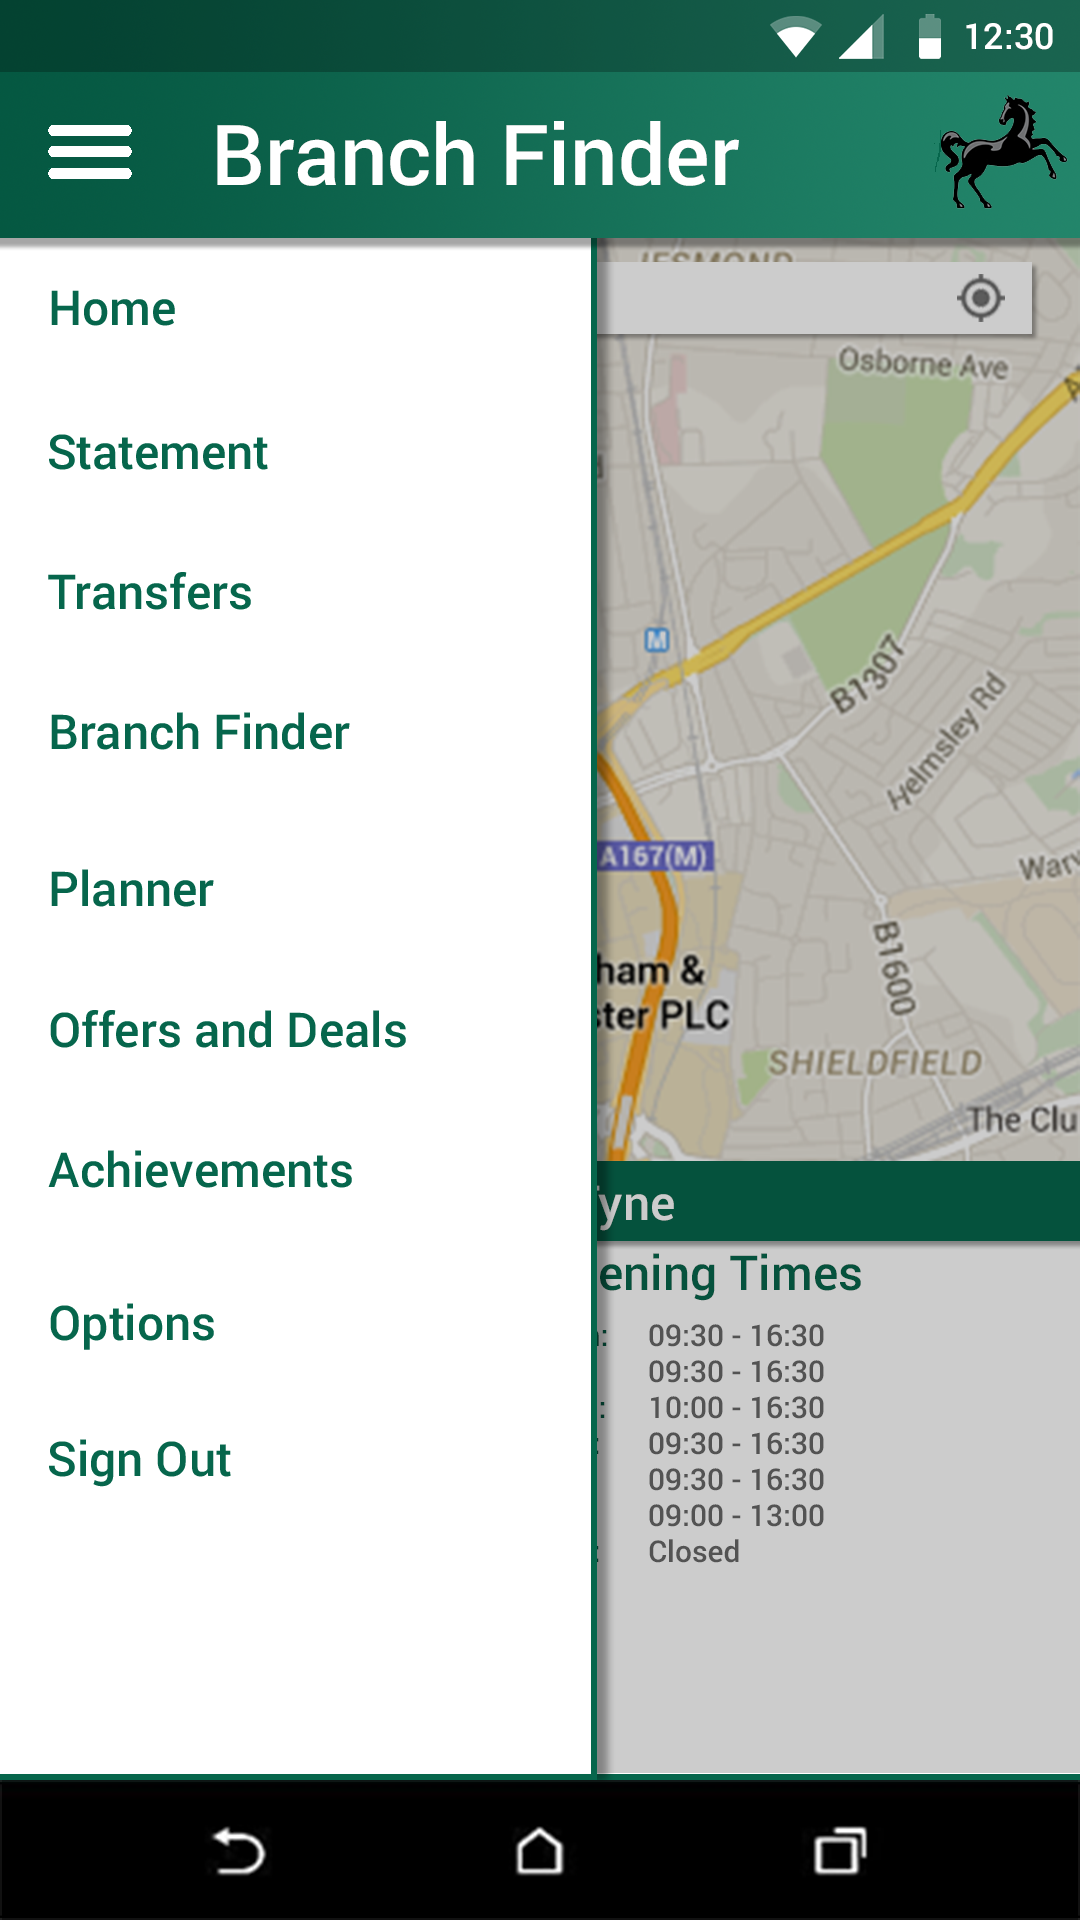 12:30
Branch Finder
Home
Statement
Transfers
Branch Finder
Planner
Offers and Deals
Achievements
Options
Sign Out
JESMOND
Osborne Ave
M
B1307
Helmsley Rd
A167(M)
ham &
ster PLC
B1600
SHIELDFIELD
The Clu
yne
ening Times
09:30 - 16:30
09:30 - 16:30
10:00 - 16:30
09:30 - 16:30
09:30 - 16:30
09:00 - 13:00
Closed